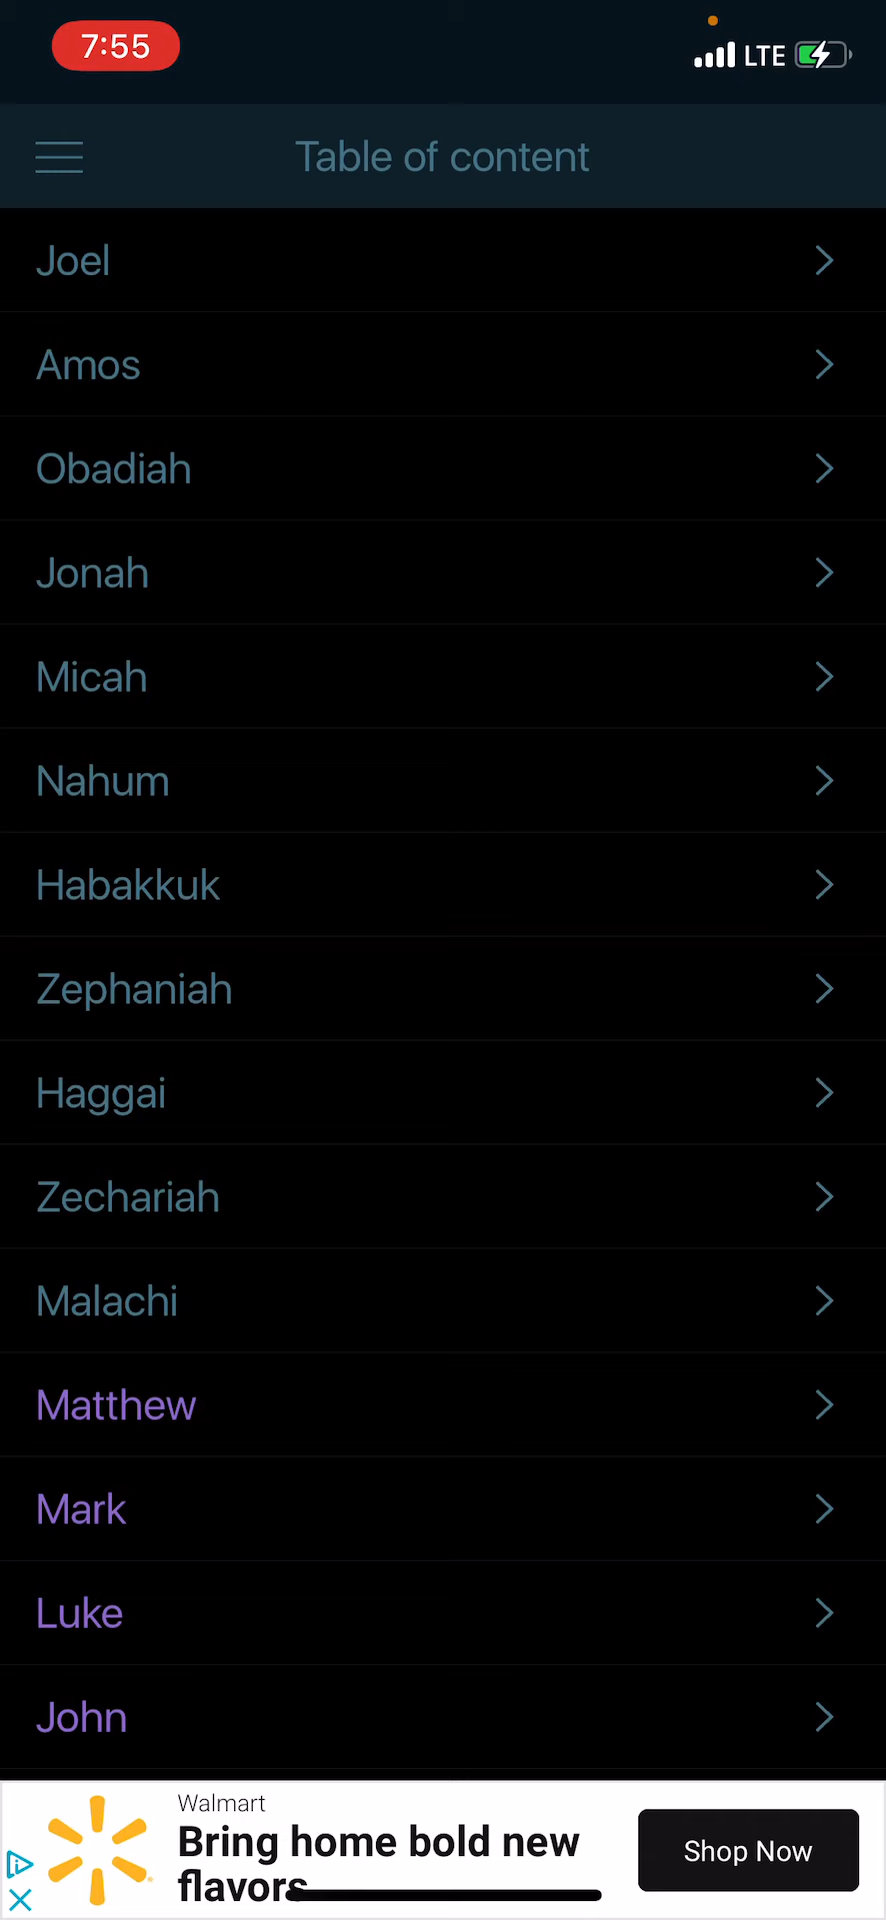 7:55
LTE
Table of content
Joel
Amos
Obadiah
Jonah
Micah
Nahum
Habakkuk
Zephaniah
Haggai
Zechariah
Malachi
Matthew
Mark
Luke
John
Walmart
Bring home bold new
flavors
Shop Now